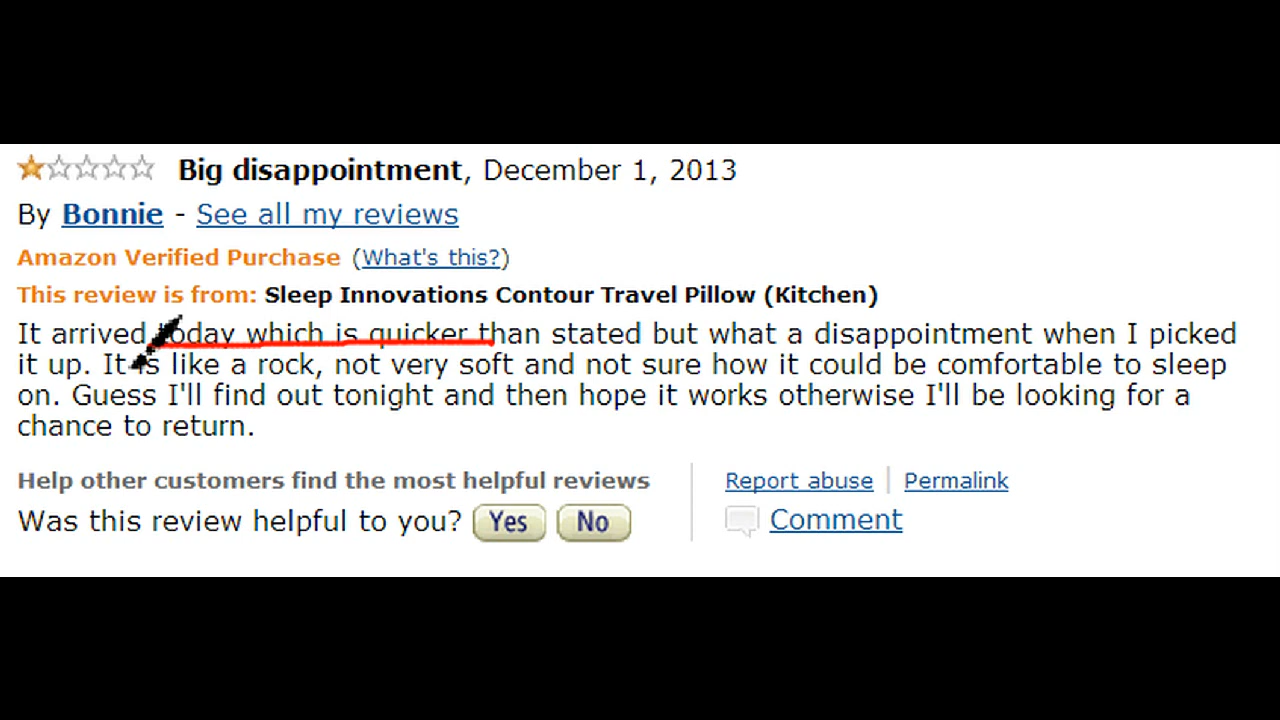 Big disappointment, December 1, 2013
By Bonnie - See all my reviews
Amazon Verified Purchase (What's this?)
This review is from: Sleep Innovations Contour Travel Pillow (Kitchen)
It arrived today which is quicker than stated but what a disappointment when I picked
it up. It is like a rock, not very soft and not sure how it could be comfortable to sleep
on. Guess I'll find out tonight and then hope it works otherwise I'll be looking for a
chance to return.
Help other customers find the most helpful reviews
Was this review helpful to you? Yes No
Report abuse | Permalink
Comment